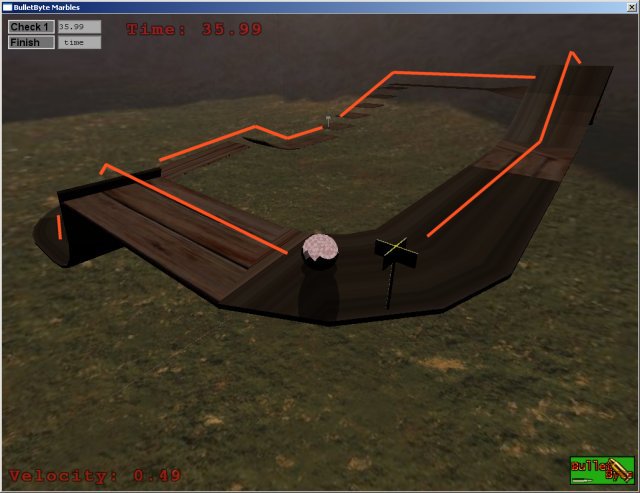 BulletByte Marbles
Check 1 35.99
Finish time
Time: 35.99
Velocity: 0.49
Bullet
Byte